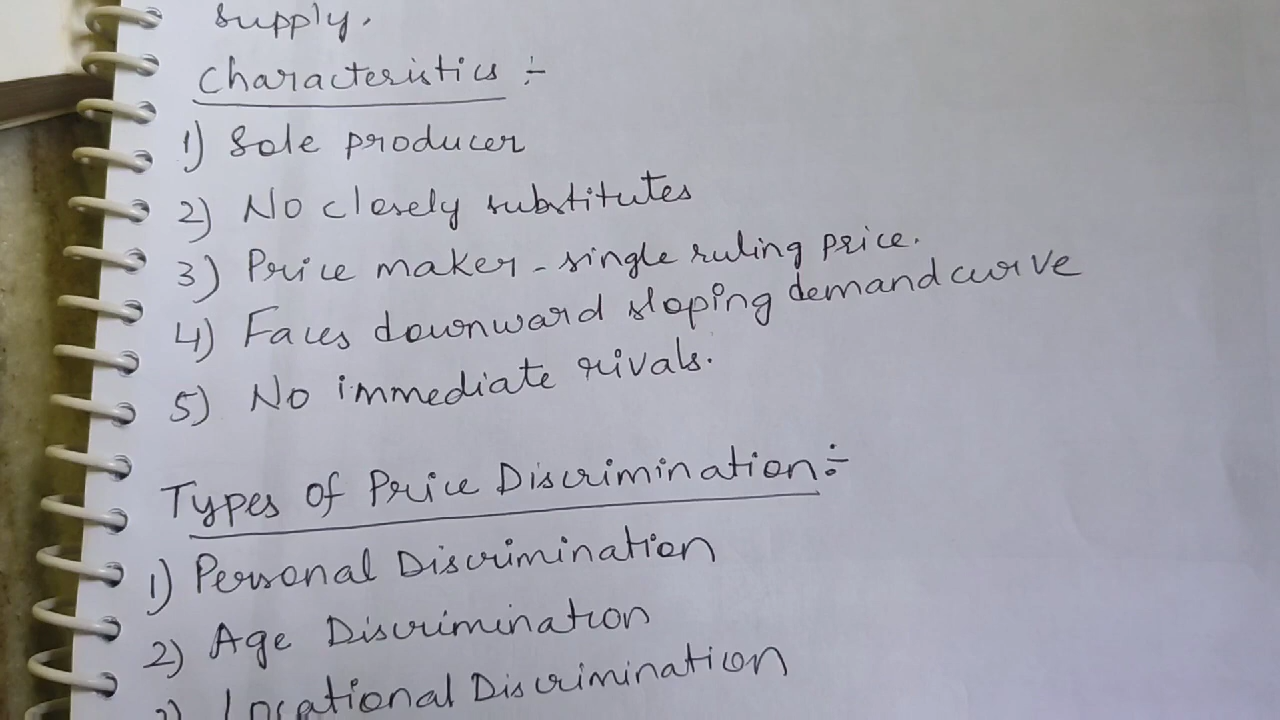 supply.
Characteristics :-
1) Sole producer
2) No closely substitutes
3) Price maker - single ruling price.
4) Faces downward sloping demand curve
5) No immediate rivals.
Types of Price Discrimination :-
1) Personal Discrimination
2) Age Discrimination
3) Locational Discrimination